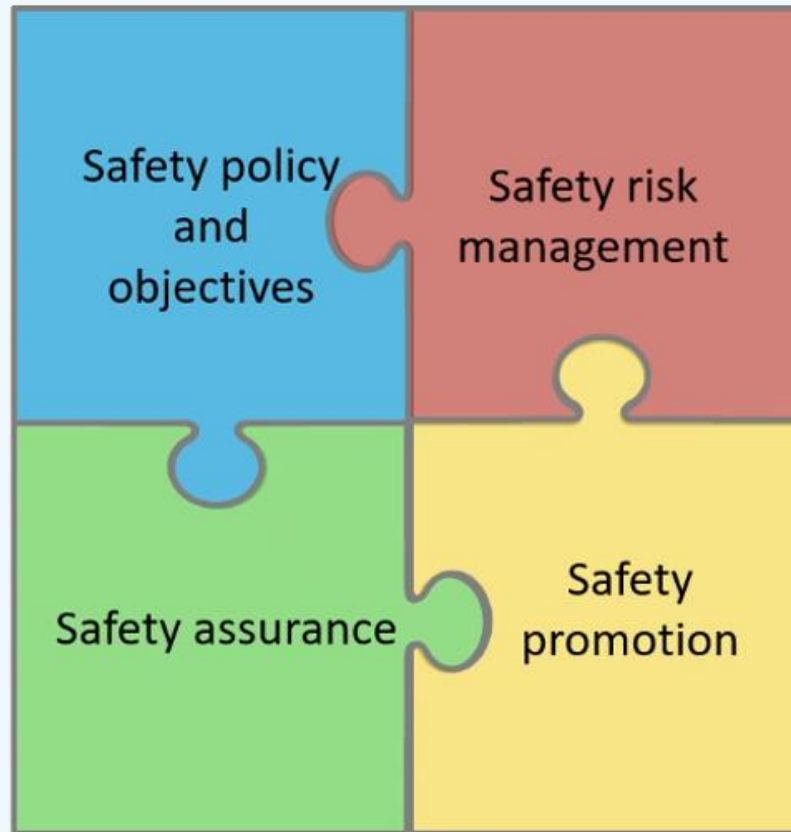 Safety policy
and
objectives
Safety risk
management
Safety assurance
Safety
promotion